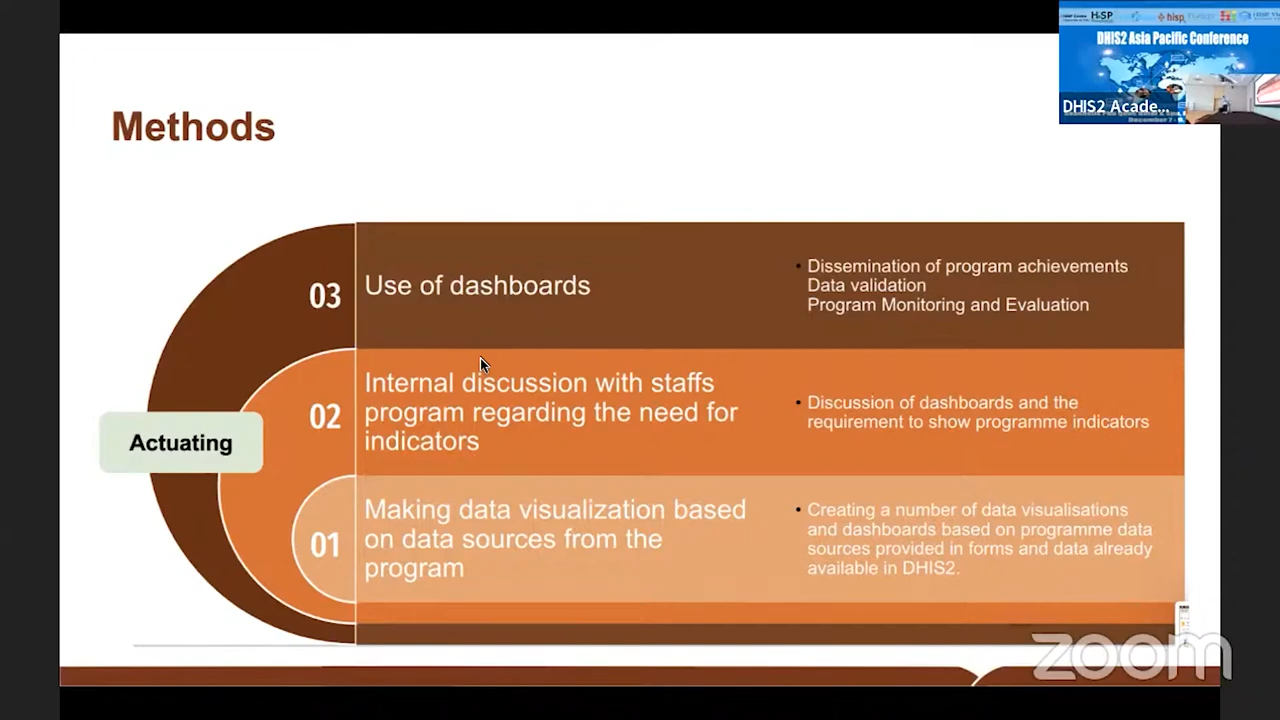 HSP
hisp
DHIS2 Asia Pacific Conference
DHIS2 Acade...
Methods
03
Use of dashboards
• Dissemination of program achievements
Data validation
Program Monitoring and Evaluation
02
Internal discussion with staffs
program regarding the need for
indicators
• Discussion of dashboards and the
requirement to show programme indicators
Actuating
01
Making data visualization based
on data sources from the
program
• Creating a number of data visualisations
and dashboards based on programme data
sources provided in forms and data already
available in DHIS2.
zoom